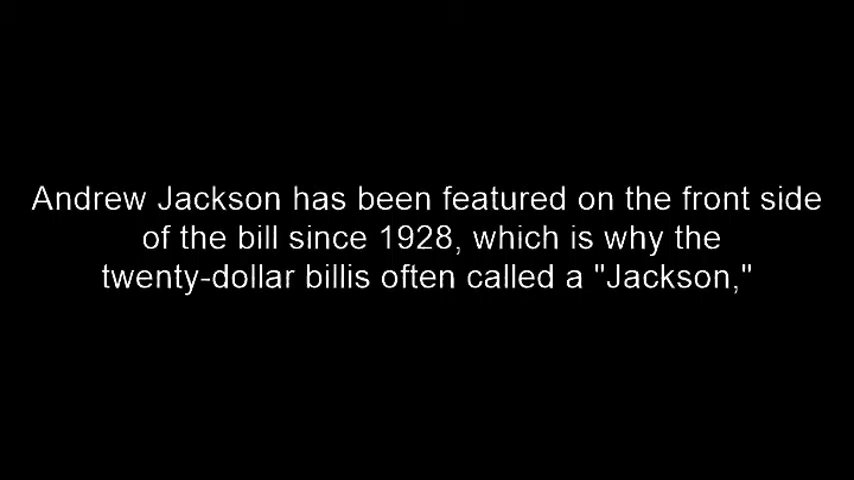 Andrew Jackson has been featured on the front side
of the bill since 1928, which is why the
twenty-dollar billis often called a "Jackson,"